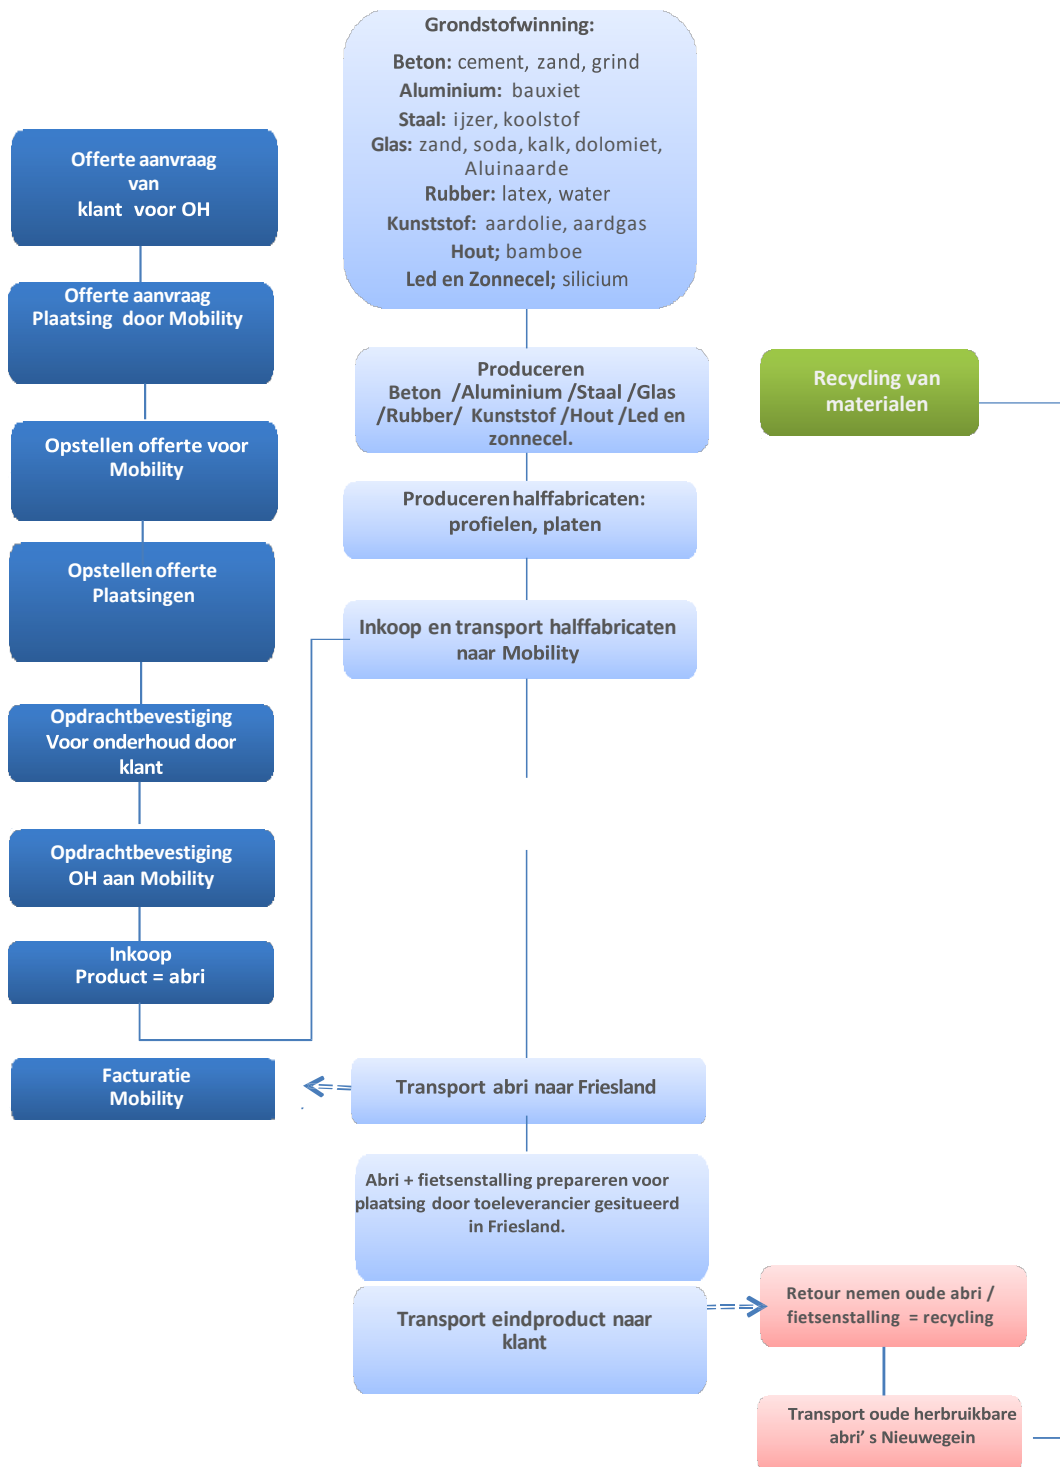 Grondstofwinning:
Beton: cement, zand, grind
Aluminium: bauxiet
Staal: ijzer, koolstof
Glas: zand, soda, kalk, dolomiet,
Aluinaarde
Rubber: latex, water
Kunststof: aardolie, aardgas
Hout; bamboe
Led en Zonnecel; silicium
Offerte aanvraag
van
klant voor OH
Offerte aanvraag
Plaatsing door Mobility
Opstellen offerte voor
Mobility
Opstellen offerte
Plaatsingen
Opdrachtbevestiging
Voor onderhoud door
klant
Opdrachtbevestiging
OH aan Mobility
Inkoop
Product = abri
Facturatie
Mobility
Produceren
Beton /Aluminium /Staal /Glas
/Rubber/ Kunststof /Hout /Led en
zonnecel.
Produceren halffabricaten:
profielen, platen
Inkoop en transport halffabricaten
naar Mobility
Transport abri naar Friesland
Abri + fietsenstalling prepareren voor
plaatsing door toeleverancier gesitueerd
in Friesland.
Transport eindproduct naar
klant
Recycling van
materialen
Retour nemen oude abri /
fietsenstalling = recycling
Transport oude herbruikbare
abri' s Nieuwegein